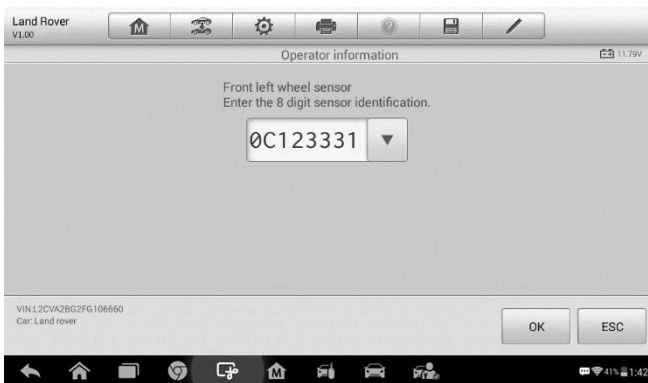 Land Rover
V1.00
M
Operator information
11.79V
Front left wheel sensor
Enter the 8 digit sensor identification.
0C123331
VIN:L2CVA2BG2FG106660
Car: Land rover
OK
ESC
M
41%
1:42